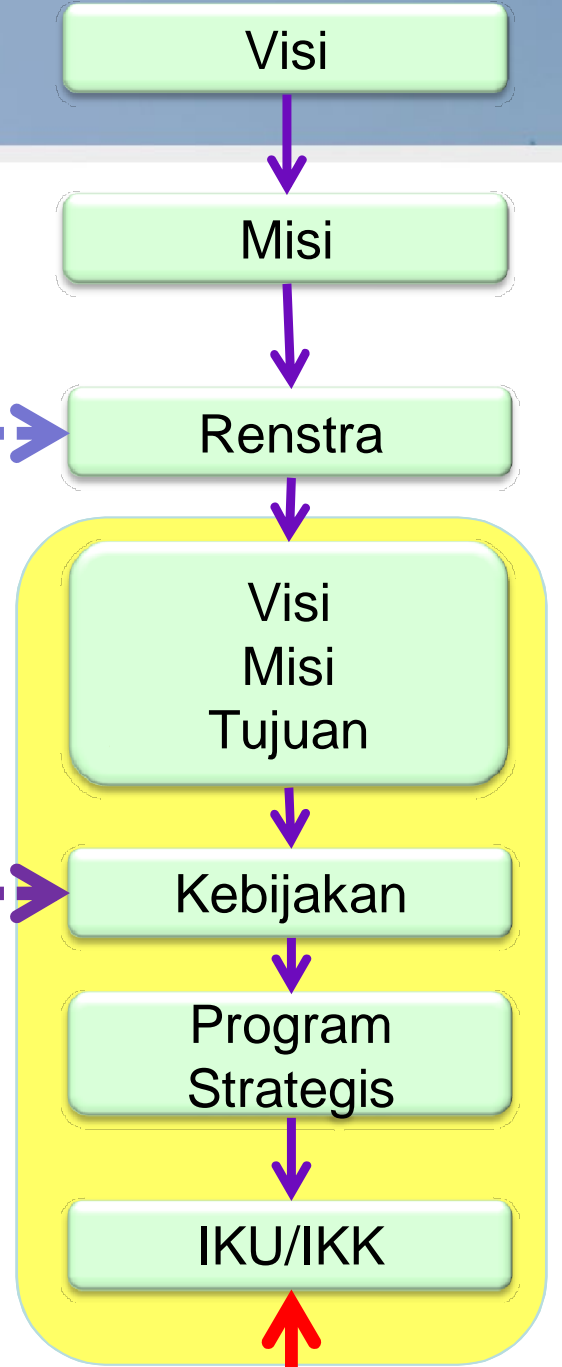 Visi
Misi
Renstra
Visi
Misi
Tujuan
Kebijakan
Program
Strategis
IKU/IKK